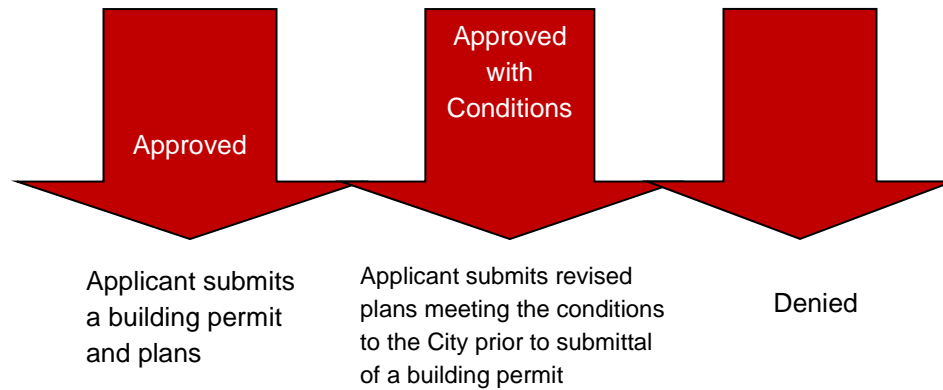 Approved
with
Conditions
Approved
Applicant submits
a building permit
and plans
Applicant submits revised
plans meeting the conditions
to the City prior to submittal
of a building permit
Denied